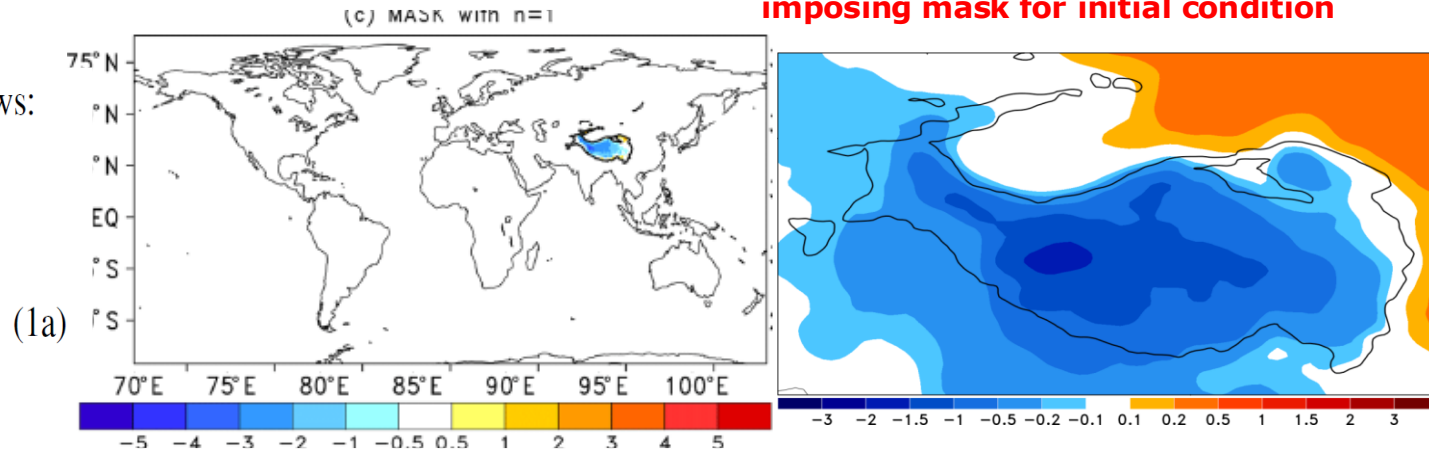 (c) MASK with n=1
imposing mask for initial condition
ws:
75°N
°N
°N
EQ
°S
°S
(1a)
70°E 75°E 80°E 85°E 90°E 95°E 100°E
-5 -4 -3 -2 -1 -0.5 0.5 1 2 3 4 5
-3 -2 -1.5 -1 -0.5 -0.2 -0.1 0.1 0.2 0.5 1 1.5 2 3